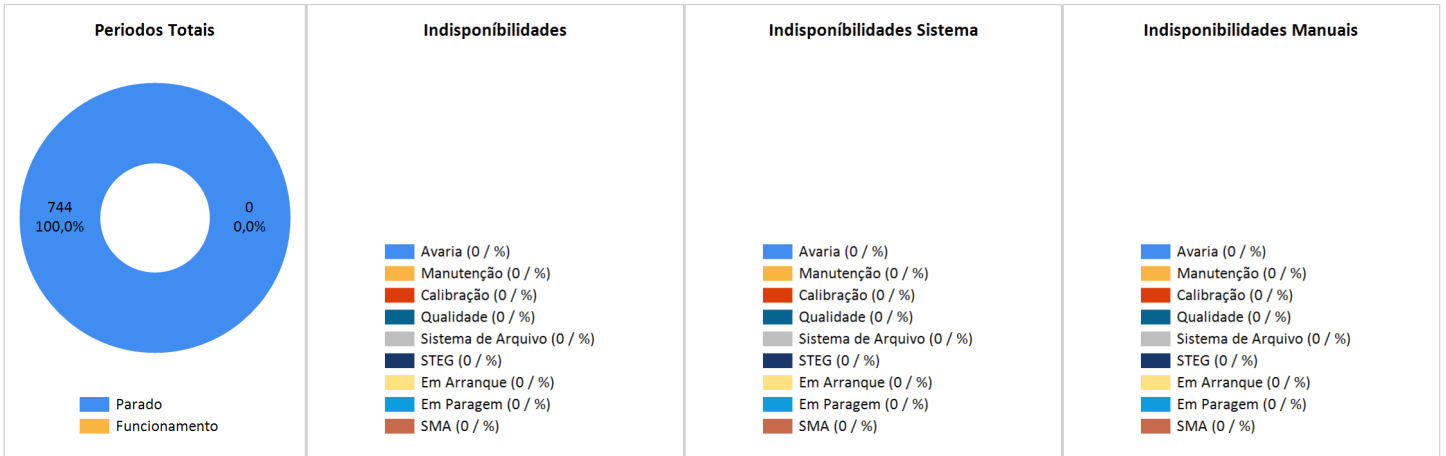 Periodos Totais
744
100,0%
0
0,0%
Parado
Funcionamento
Indisponíbilidades
Avaria (0 / %)
Manutenção (0 / %)
Calibração (0 / %)
Qualidade (0 / %)
Sistema de Arquivo (0 / %)
STEG (0 / %)
Em Arranque (0 / %)
Em Paragem (0 / %)
SMA (0 / %)
Indisponíbilidades Sistema
Avaria (0 / %)
Manutenção (0 / %)
Calibração (0 / %)
Qualidade (0 / %)
Sistema de Arquivo (0 / %)
STEG (0 / %)
Em Arranque (0 / %)
Em Paragem (0 / %)
SMA (0 / %)
Indisponibilidades Manuais
Avaria (0 / %)
Manutenção (0 / %)
Calibração (0 / %)
Qualidade (0 / %)
Sistema de Arquivo (0 / %)
STEG (0 / %)
Em Arranque (0 / %)
Em Paragem (0 / %)
SMA (0 / %)